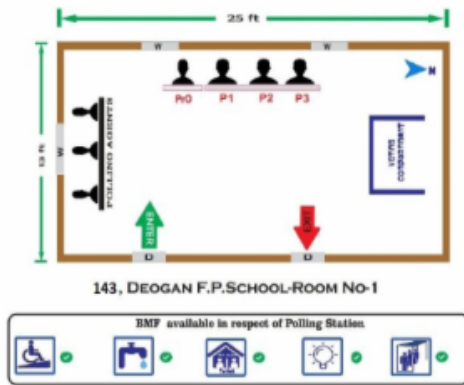 25 ft
W W
N
Pr0 P1 P2 P3
13 ft
W
POLLING AGENTS
VOTING
COMPARTMENT
ENTER
EXIT
D D
143, DEOGAN F.P.SCHOOL-ROOM NO-1
BMF available in respect of Polling Station